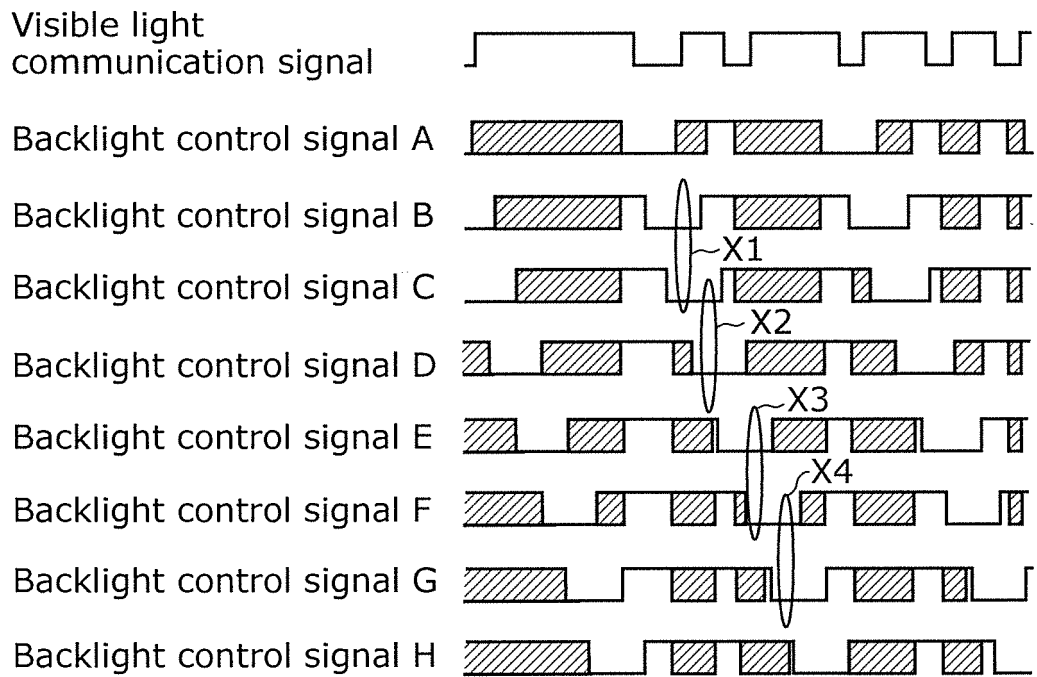 Visible light
communication signal
Backlight control signal A
Backlight control signal B
X1
Backlight control signal C
X2
Backlight control signal D
X3
Backlight control signal E
X4
Backlight control signal F
Backlight control signal G
Backlight control signal H